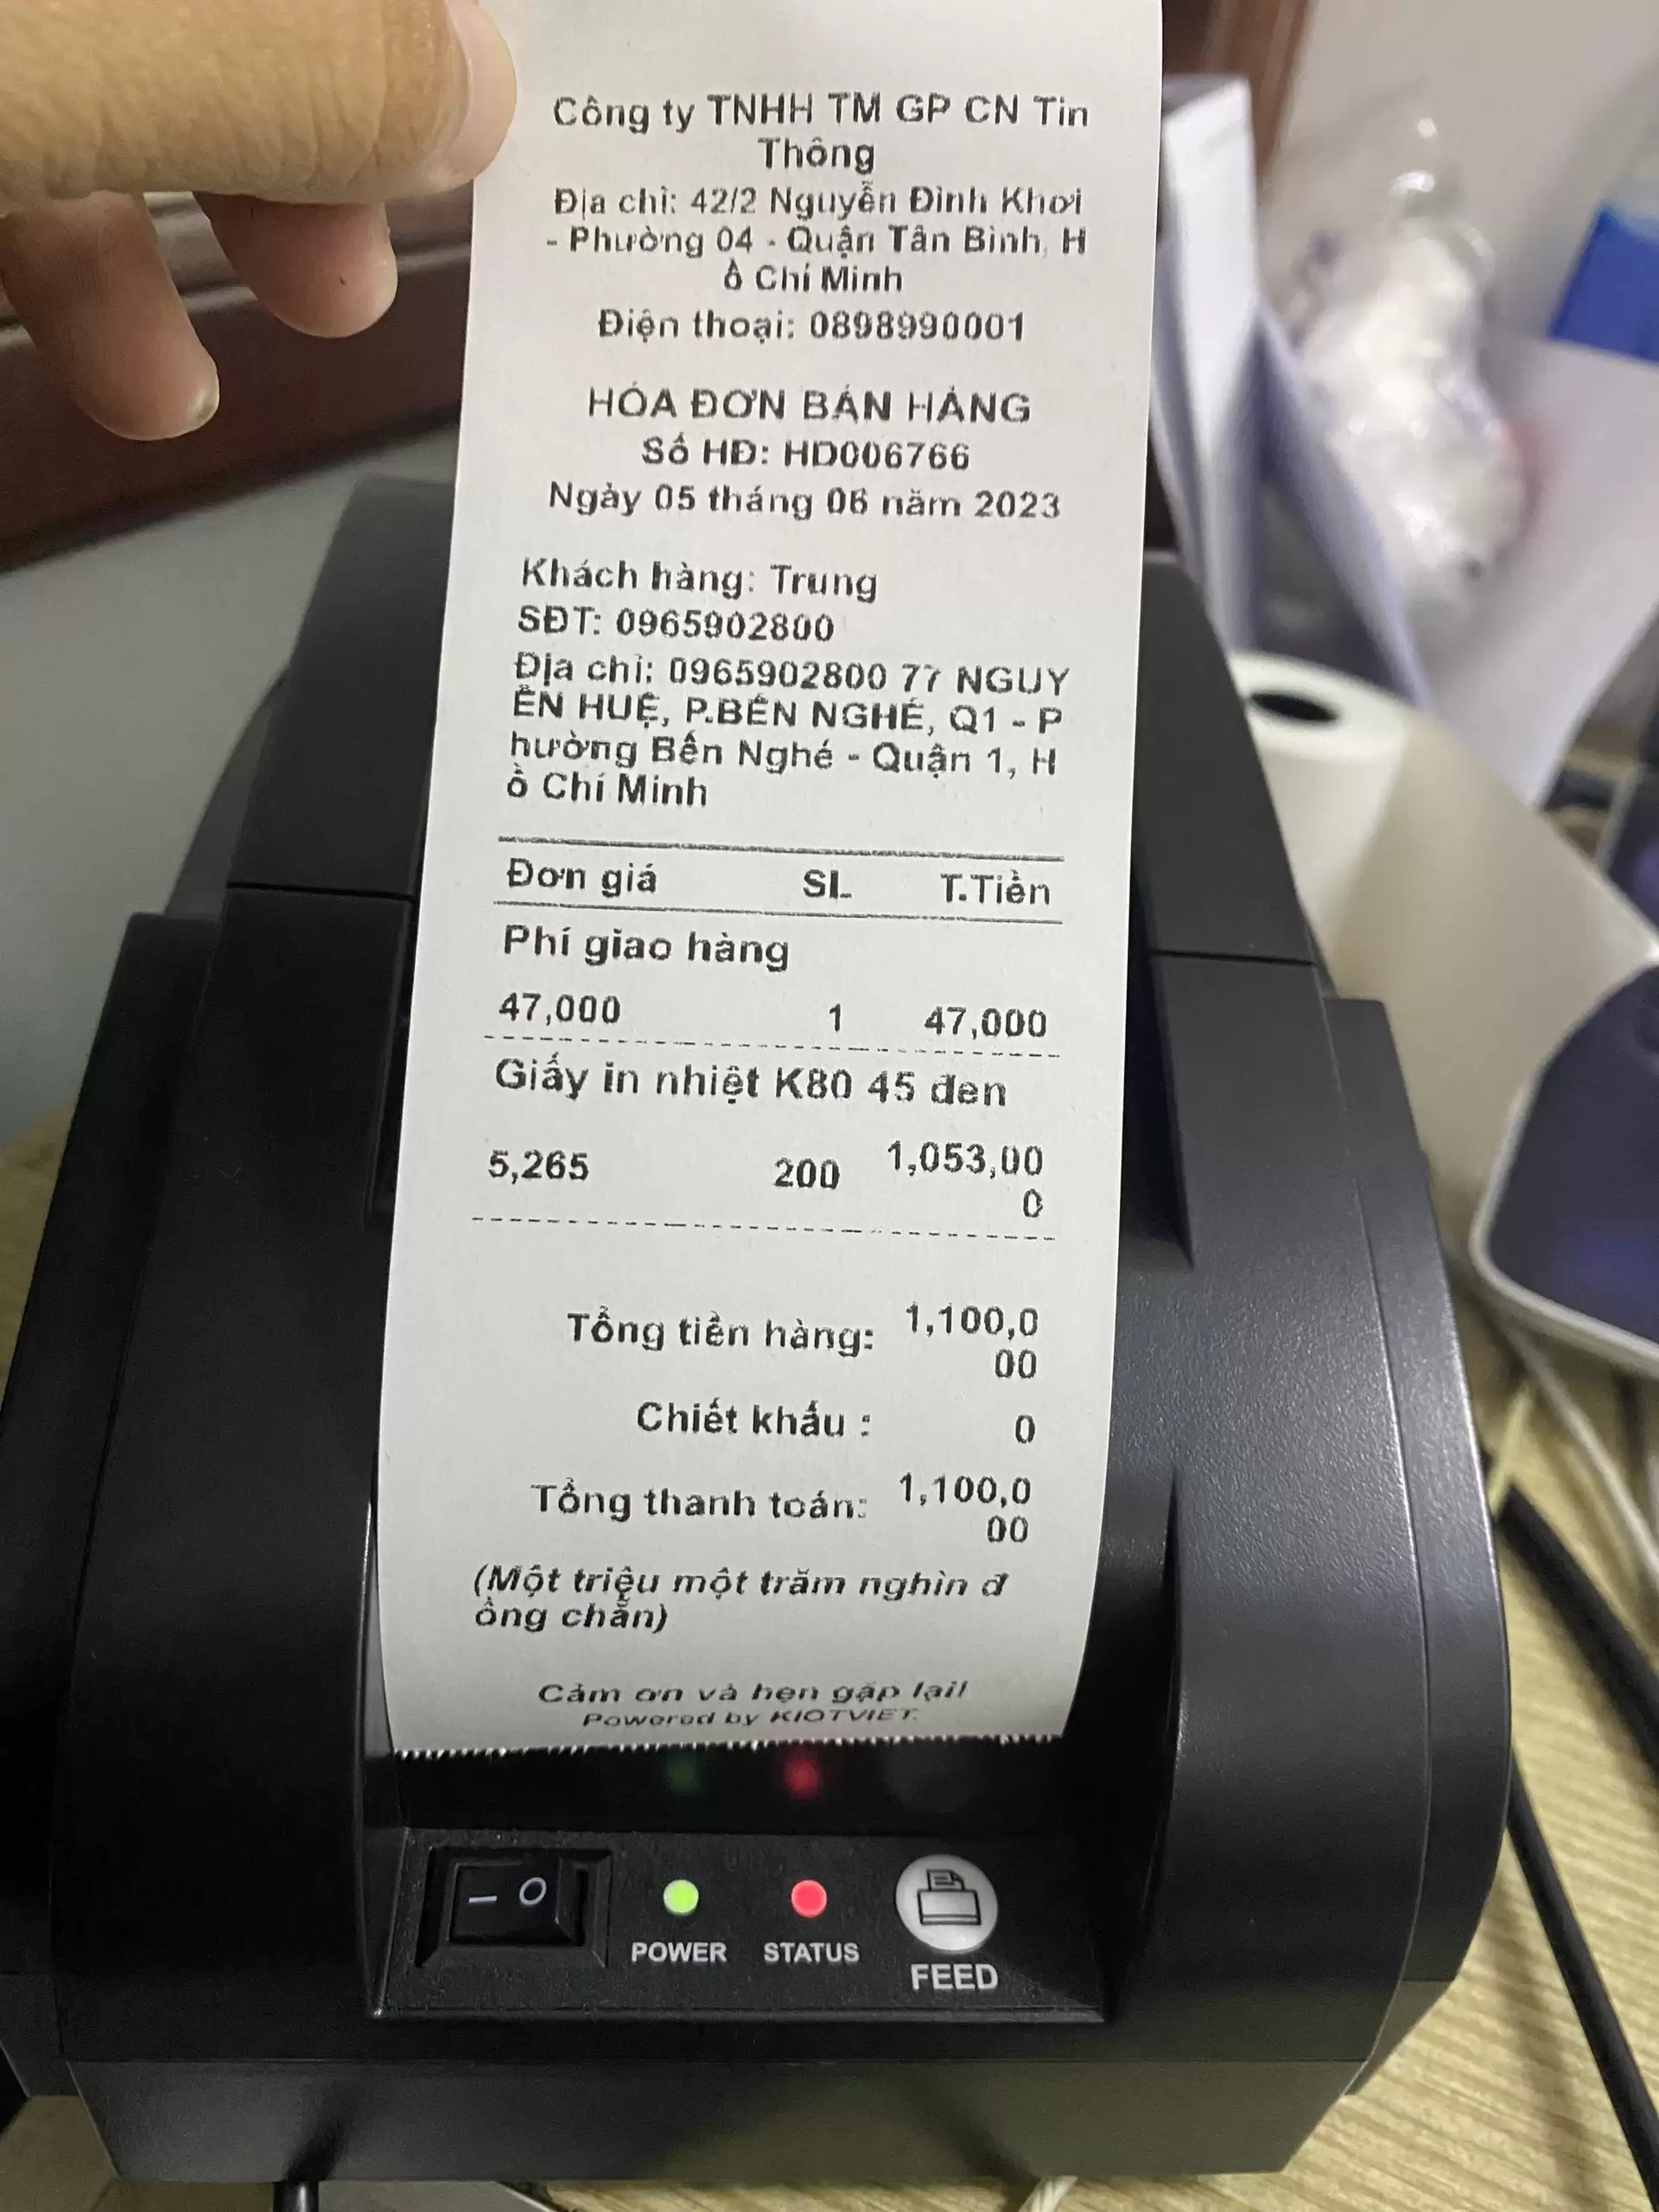 Công ty TNHH TM GP CN Tin
Thông
Địa chỉ: 42/2 Nguyễn Đình Khơi
- Phường 04 - Quận Tân Bình, H
ồ Chí Minh
Điện thoại: 0898990001
HÓA ĐƠN BÁN HÀNG
Số HĐ: HD006766
Ngày 05 tháng 06 năm 2023
Khách hàng: Trung
SĐT: 0965902800
Địa chỉ: 0965902800 77 NGUY
ỄN HUỆ, P.BẾN NGHÉ, Q1 - P
hường Bến Nghé - Quận 1, H
ồ Chí Minh
Đơn giá SL T.Tiền
Phí giao hàng
47,000 1 47,000
Giấy in nhiệt K80 45 đen
5,265 200 1,053,00
0
Tổng tiền hàng: 1,100,0
00
Chiết khấu : 0
Tổng thanh toán: 1,100,0
00
(Một triệu một trăm nghìn đ
ồng chẵn)
Cảm ơn và hẹn gặp lại!
Powered by KIOTVIET.
— O
POWER STATUS
FEED